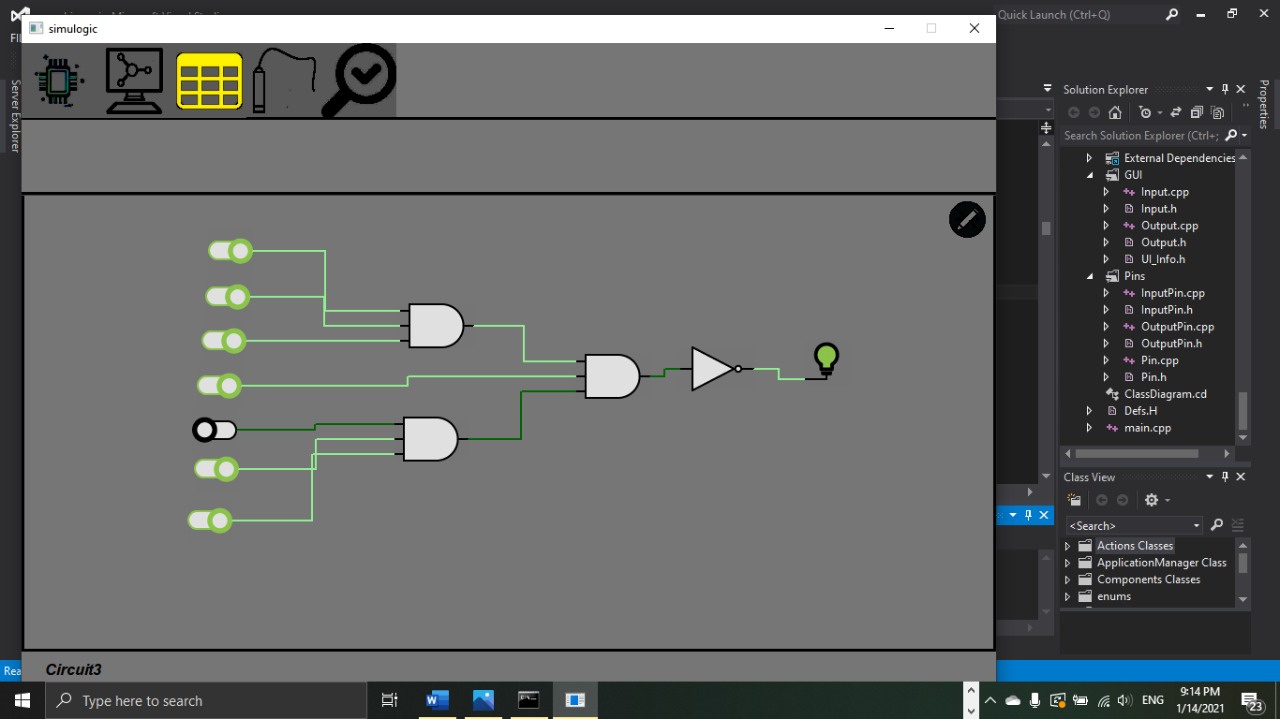 simulogic
Quick Launch (Ctrl+Q)
FI
Server Explorer
Solution Explorer
Properties
Search Solution Explorer (Ctrl+;
External Dependencies
GUI
Input.cpp
Input.h
Output.cpp
Output.h
UI_Info.h
Pins
InputPin.cpp
InputPin.h
OutputPin.cpp
OutputPin.h
Pin.cpp
Pin.h
ClassDiagram.cd
Defs.H
main.cpp
Class View
<Search>
Actions Classes
ApplicationManager Class
Components Classes
enums
Circuit3
Rea
Type here to search
ENG
9:14 PM
1/14/2021
23